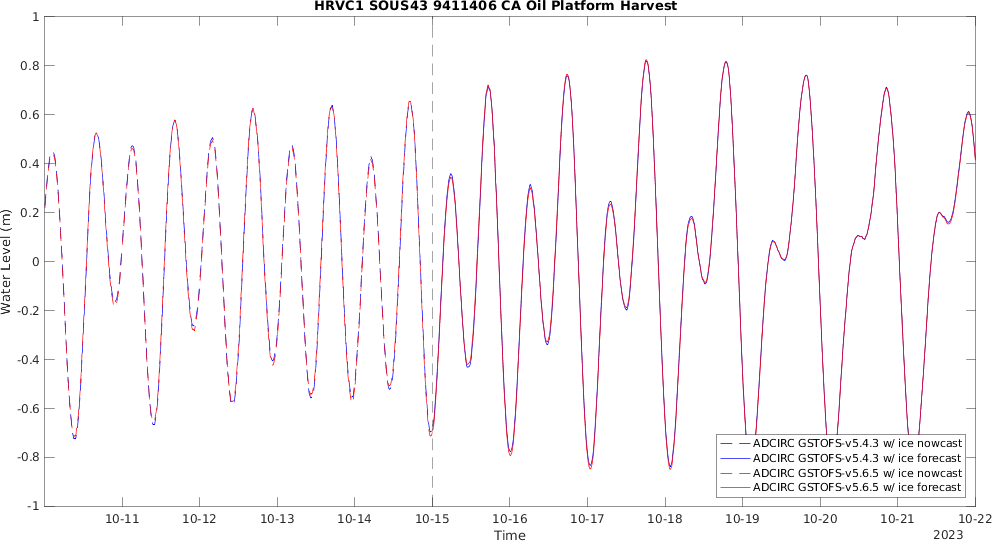 HRVC1 SOUS43 9411406 CA Oil Platform Harvest
1
0.8
0.6
0.4
0.2
0
-0.2
-0.4
-0.6
-0.8
-1
Water Level (m)
10-11 10-12 10-13 10-14 10-15 10-16 10-17 10-18 10-19 10-20 10-21 10-22
2023
Time
ADCIRC GSTOFS-v5.4.3 w/ ice nowcast
ADCIRC GSTOFS-v5.4.3 w/ ice forecast
ADCIRC GSTOFS-v5.6.5 w/ ice nowcast
ADCIRC GSTOFS-v5.6.5 w/ ice forecast